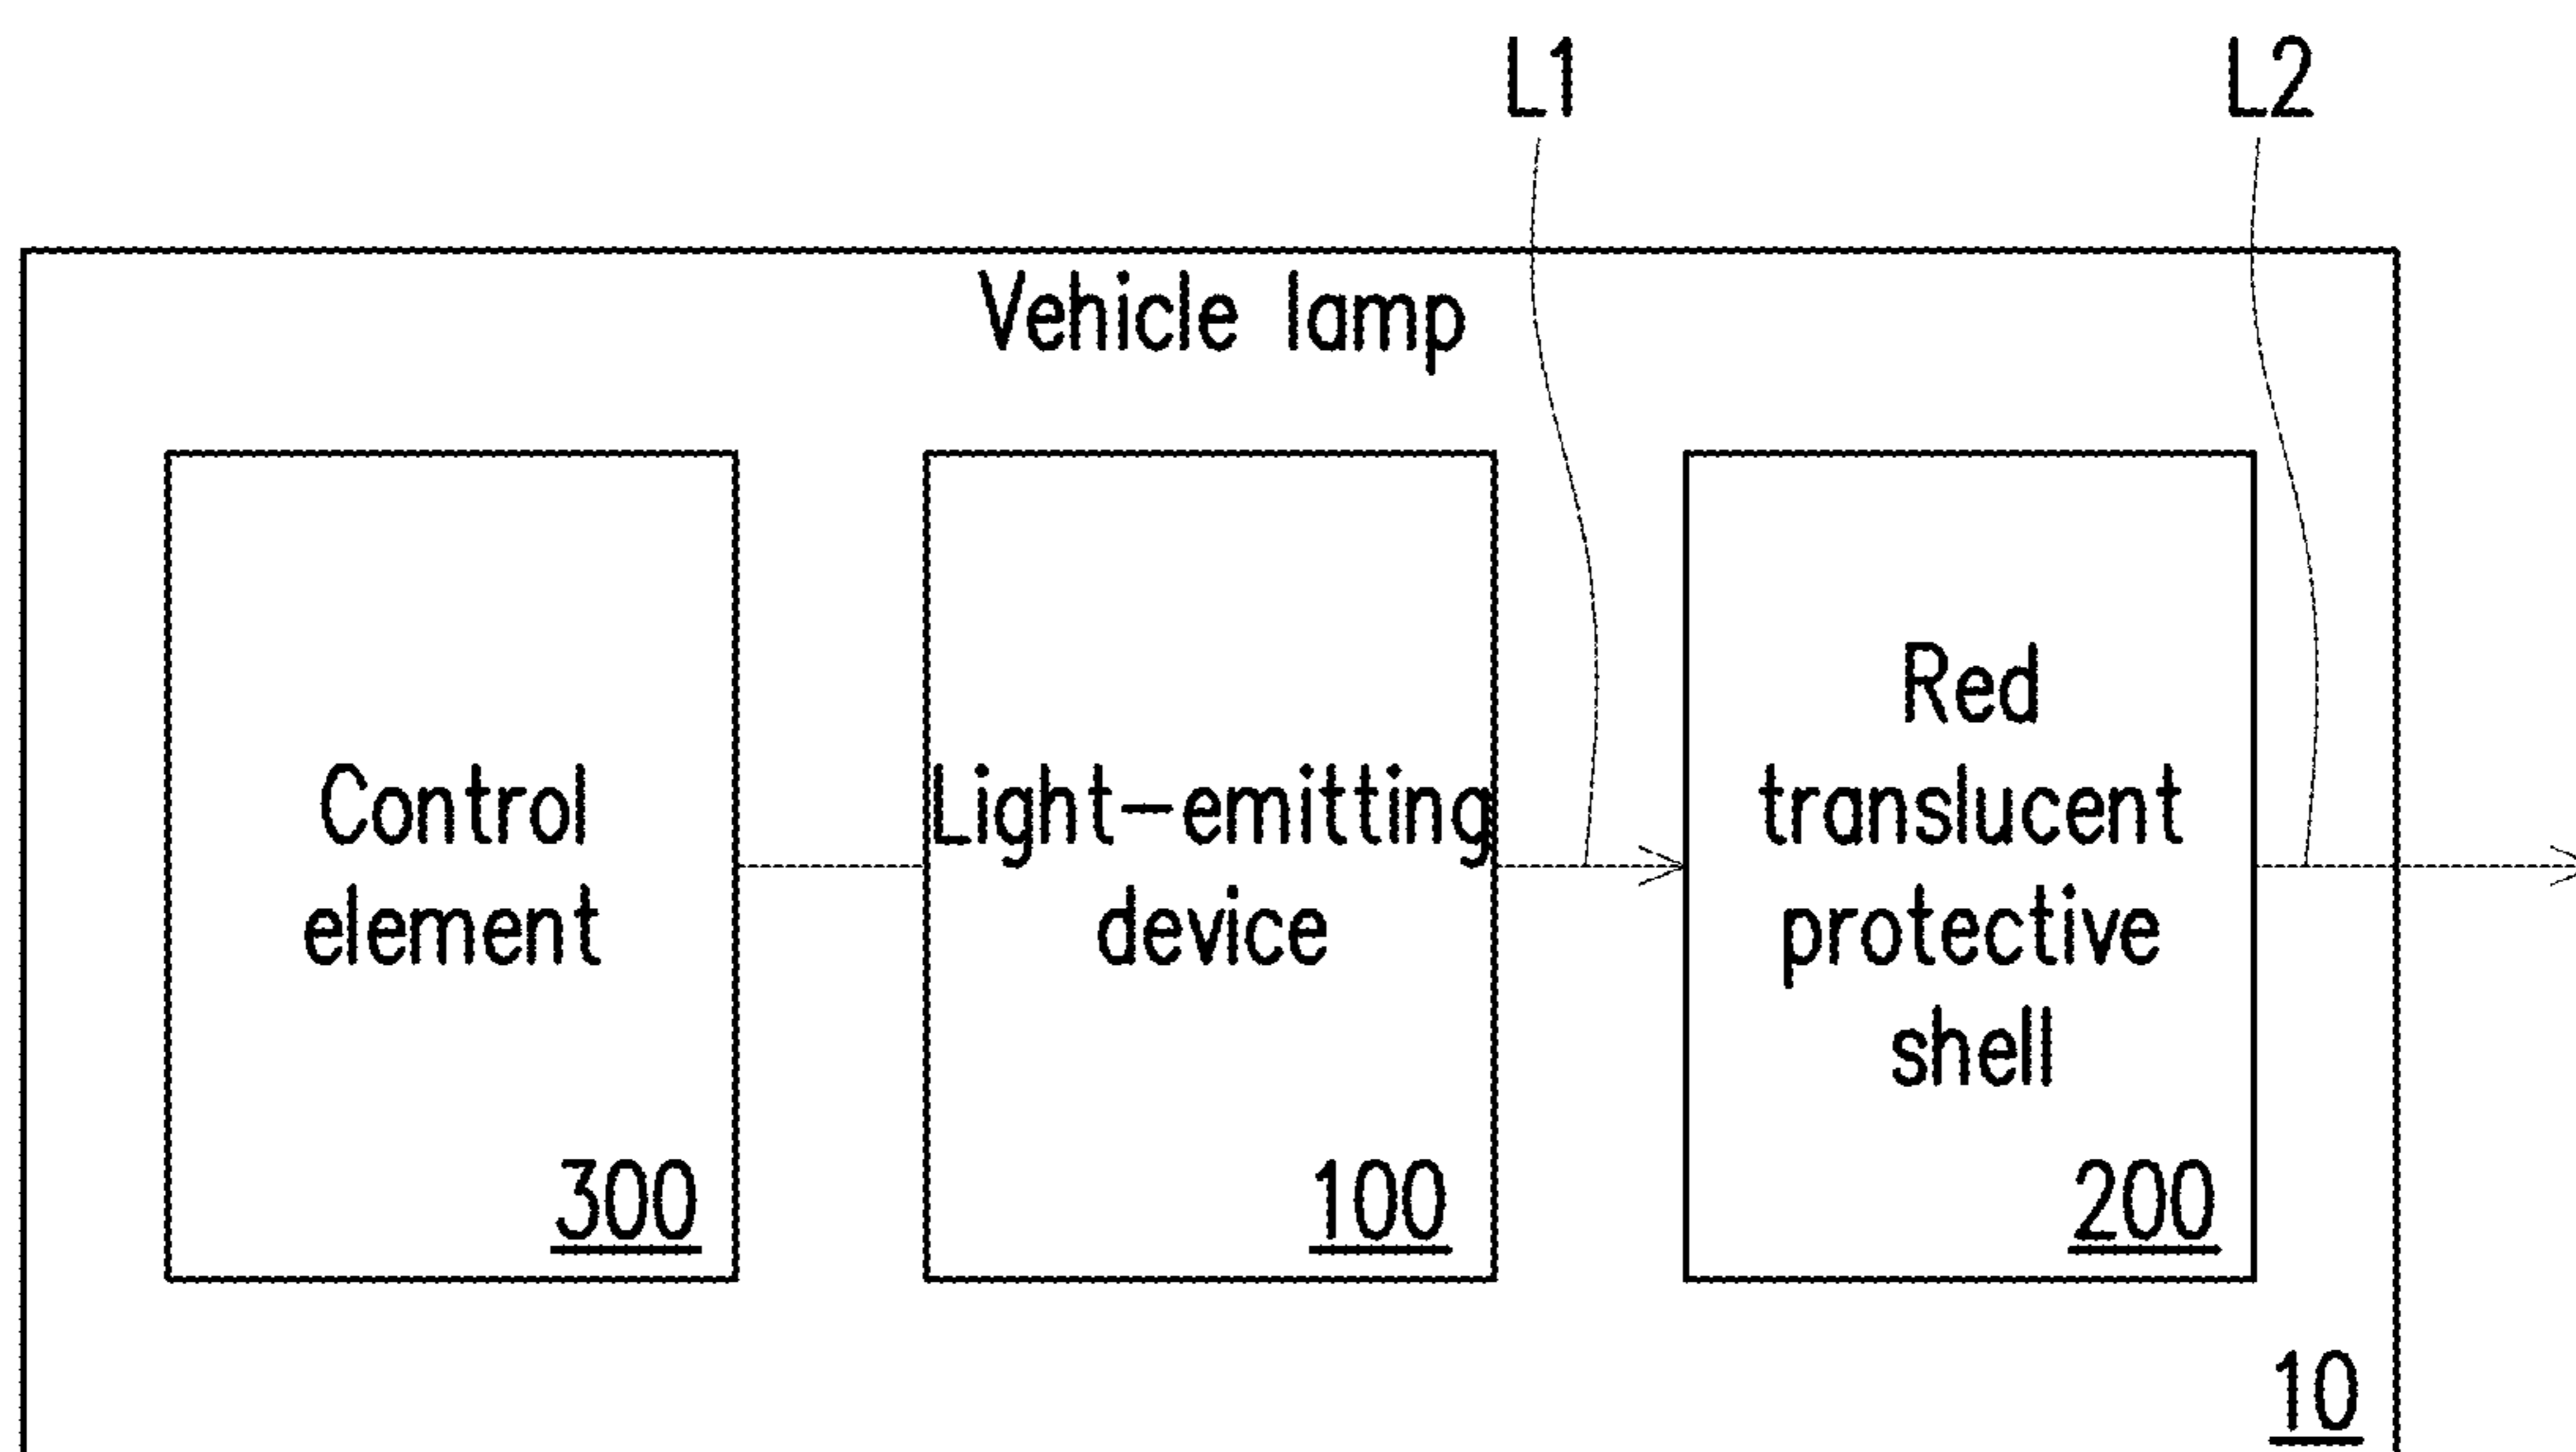 L1
L2
Vehicle lamp
Control
element
300
Light-emitting
device
100
Red
translucent
protective
shell
200
10